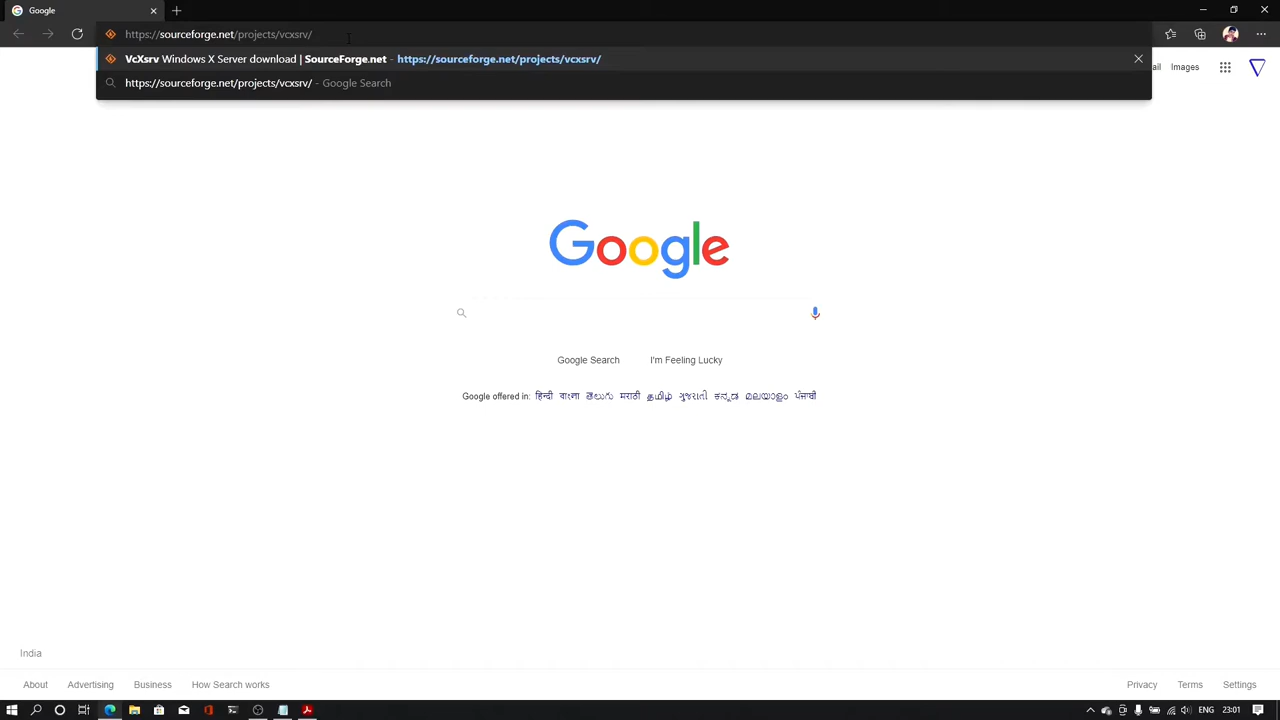 Google
https://sourceforge.net/projects/vcxsrv/
VcXsrv Windows X Server download | SourceForge.net - https://sourceforge.net/projects/vcxsrv/
https://sourceforge.net/projects/vcxsrv/ - Google Search
ail Images
Google
Google Search I'm Feeling Lucky
Google offered in: हिन्दी বাংলা తెలుగు मराठी தமிழ் ગુજરાતી ಕನ್ನಡ മലയാളം ਪੰਜਾਬੀ
India
About Advertising Business How Search works Privacy Terms Settings
ENG 23:01